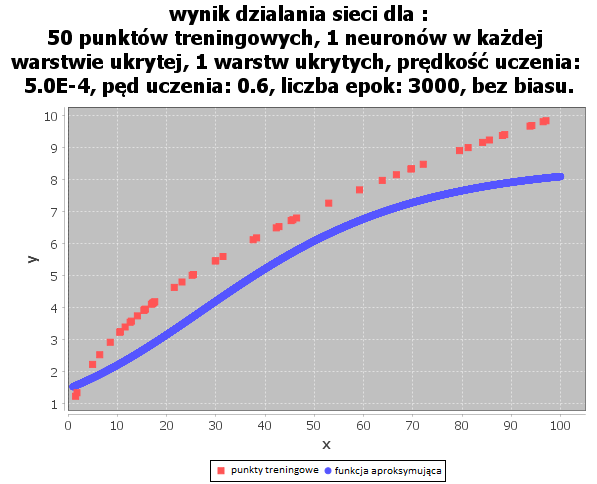 wynik dzialania sieci dla :
50 punktów treningowych, 1 neuronów w każdej
warstwie ukrytej, 1 warstw ukrytych, prędkość uczenia:
5.0E-4, pęd uczenia: 0.6, liczba epok: 3000, bez biasu.
10
9
8
7
6
5
4
3
2
1
y
0 10 20 30 40 50 60 70 80 90 100
x
punkty treningowe funkcja aproksymująca